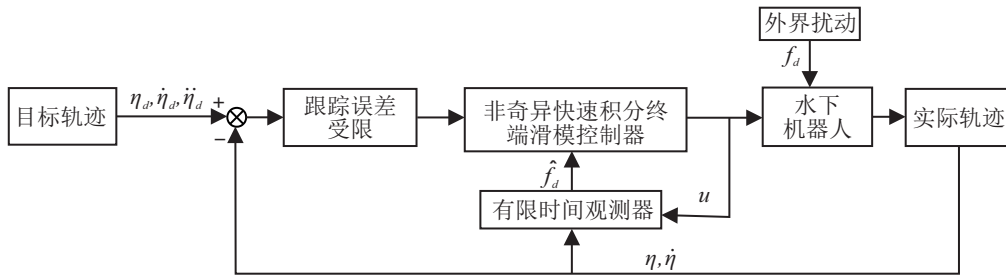 外界扰动
f_d
目标轨迹
η_d,η̇_d,η̈_d
+
−
跟踪误差
受限
非奇异快速积分终
端滑模控制器
水下
机器人
实际轨迹
f̂_d
有限时间观测器
u
η,η̇